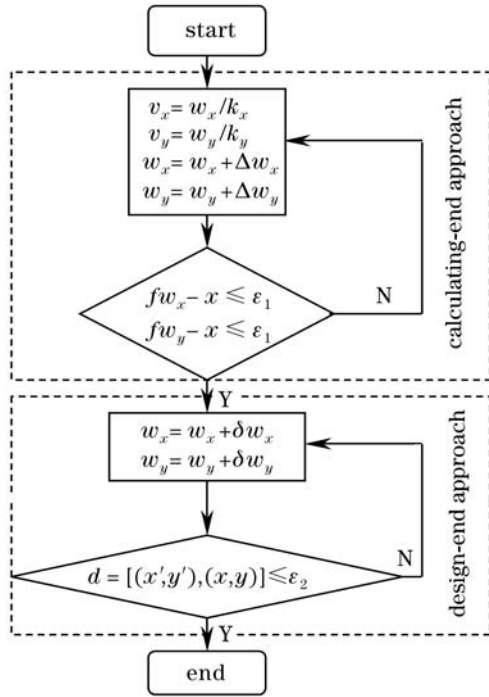 start
v_x = w_x/k_x
v_y = w_y/k_y
w_x = w_x + Δw_x
w_y = w_y + Δw_y
calculating-end approach
fw_x − x ≤ ε_1
fw_y − x ≤ ε_1
N
Y
w_x = w_x + δw_x
w_y = w_y + δw_y
design-end approach
d = [(x′,y′),(x,y)] ≤ ε_2
N
Y
end